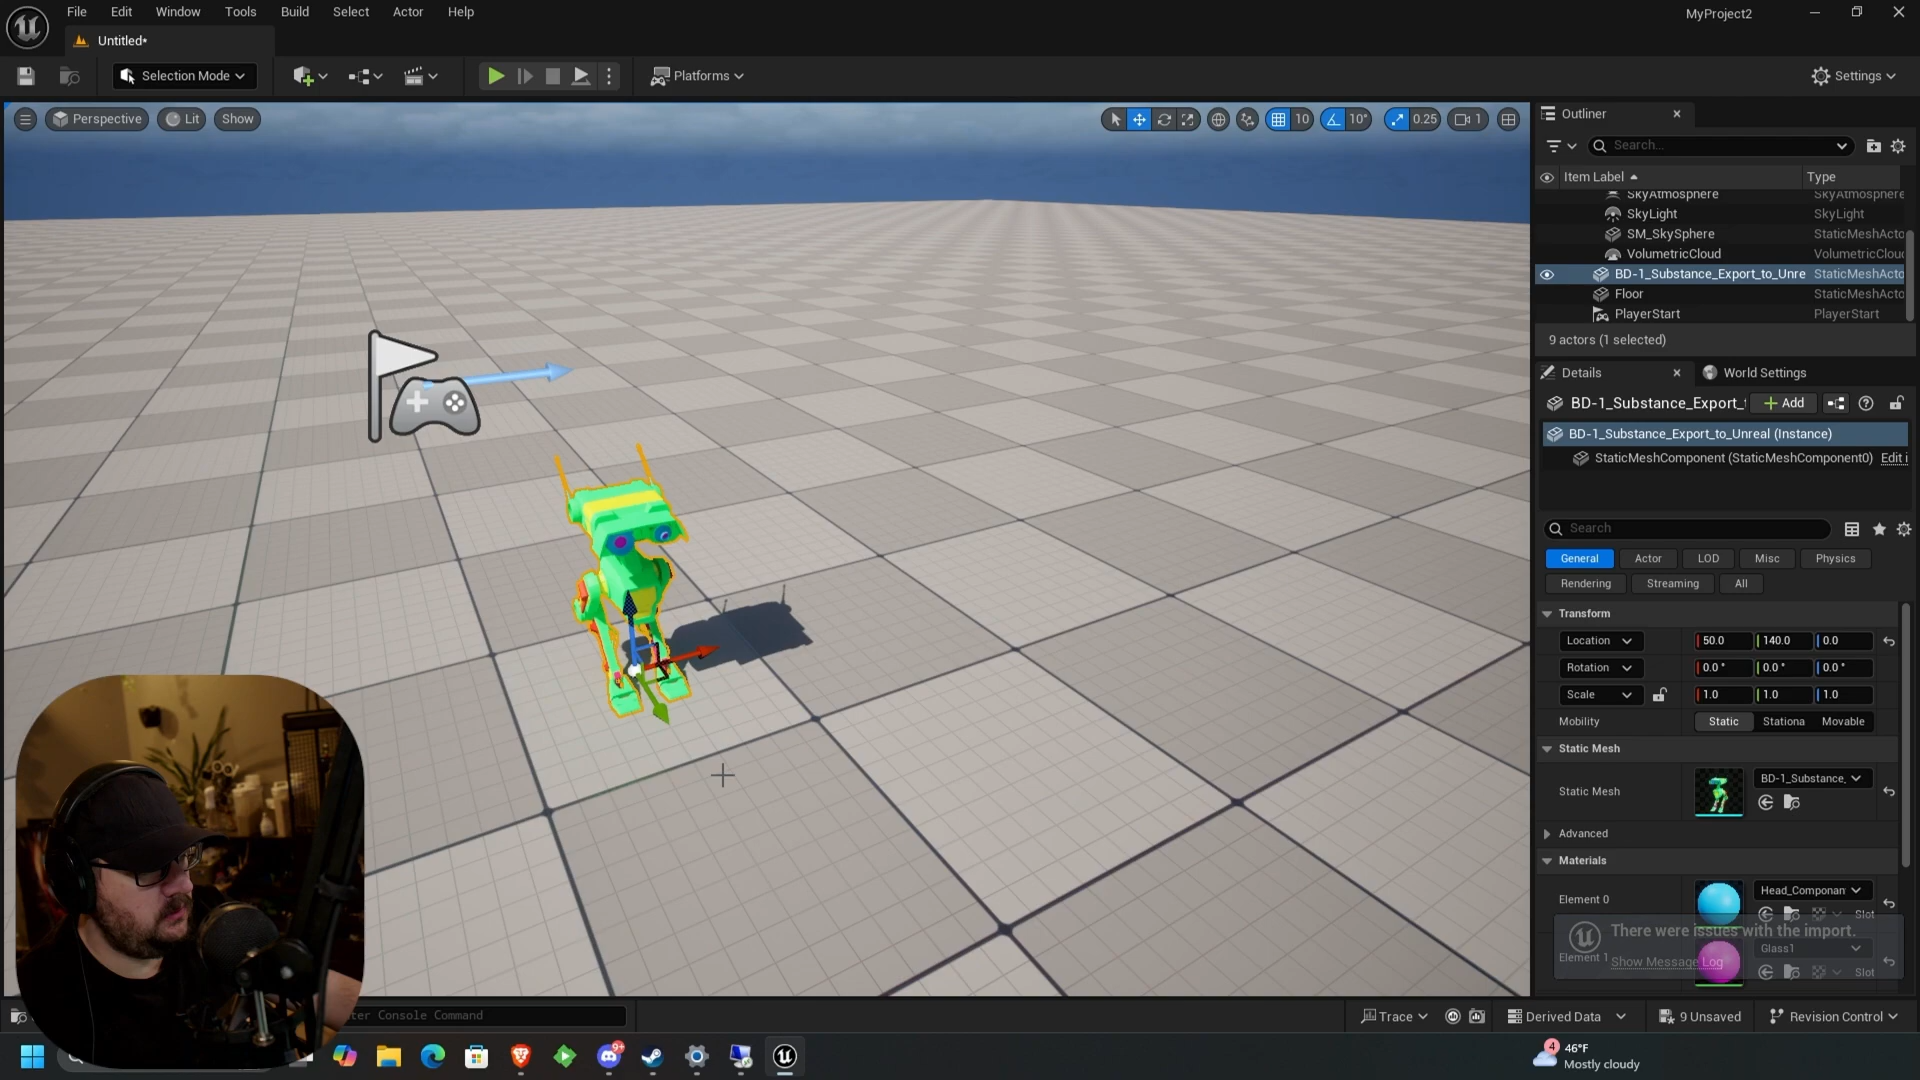 File Edit Window Tools Build Select Actor Help
MyProject2
Untitled*
Selection Mode
Platforms
Settings
Perspective
Lit
Show
10
10°
0.25
1
Outliner
Search...
Item Label
Type
SkyAtmosphere SkyAtmosphere
SkyLight SkyLight
SM_SkySphere StaticMeshActo
VolumetricCloud VolumetricClou
BD-1_Substance_Export_to_Unre StaticMeshActo
Floor StaticMeshActo
PlayerStart PlayerStart
9 actors (1 selected)
Details
World Settings
BD-1_Substance_Export_
Add
BD-1_Substance_Export_to_Unreal (Instance)
StaticMeshComponent (StaticMeshComponent0) Edit i
Search
General Actor LOD Misc Physics
Rendering Streaming All
Transform
Location 50.0 140.0 0.0
Rotation 0.0° 0.0° 0.0°
Scale 1.0 1.0 1.0
Mobility Static Stationa Movable
Static Mesh
Static Mesh BD-1_Substance_
Advanced
Materials
Element 0 Head_Componan
Slot
There were issues with the import.
Element 1 Glass1
Show Message Log
Slot
ter Console Command
Trace
Derived Data
9 Unsaved
Revision Control
9+
4
46°F
Mostly cloudy